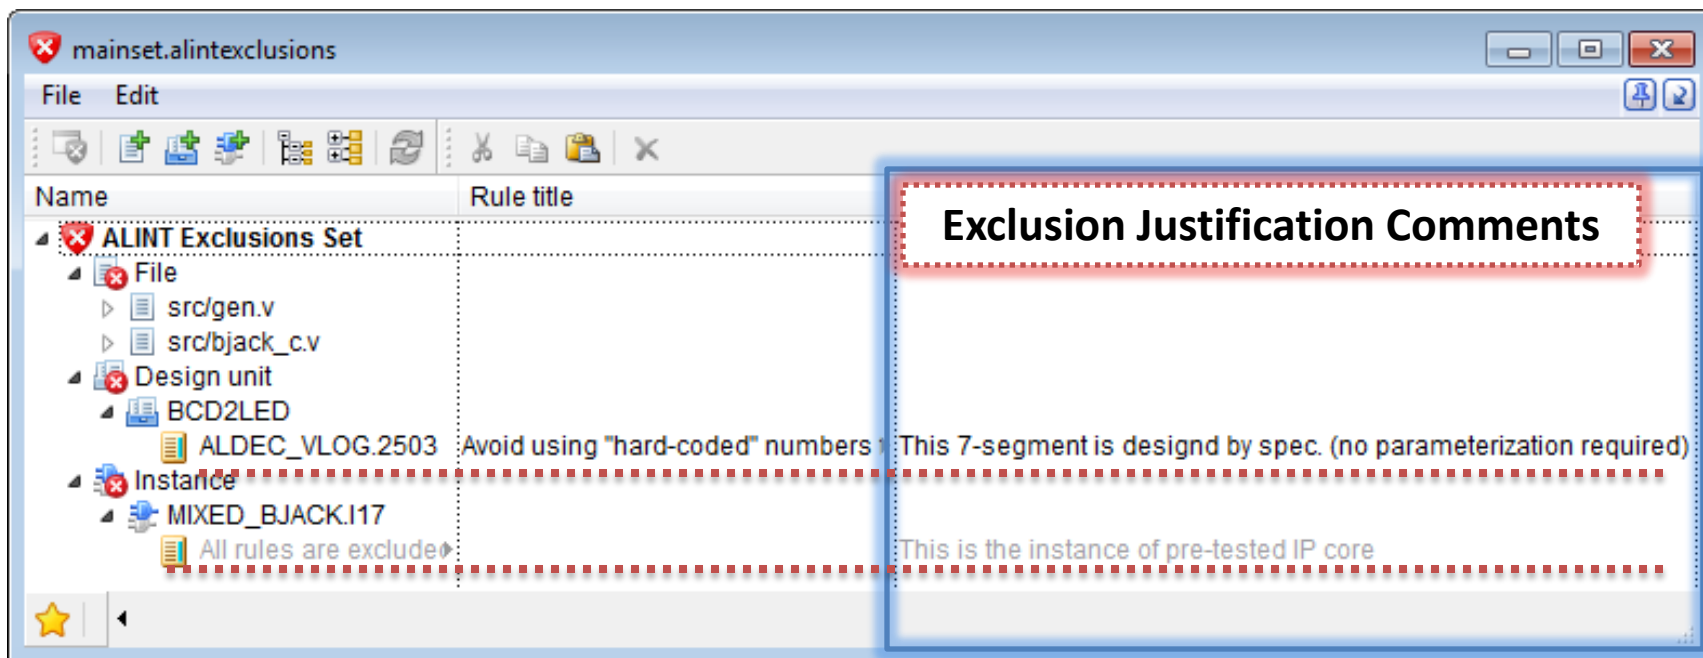 mainset.alintexclusions
File Edit
Name Rule title
Exclusion Justification Comments
ALINT Exclusions Set
File
src/gen.v
src/bjack_c.v
Design unit
BCD2LED
ALDEC_VLOG.2503 Avoid using "hard-coded" numbers This 7-segment is designd by spec. (no parameterization required)
Instance
MIXED_BJACK.I17
All rules are exclude This is the instance of pre-tested IP core